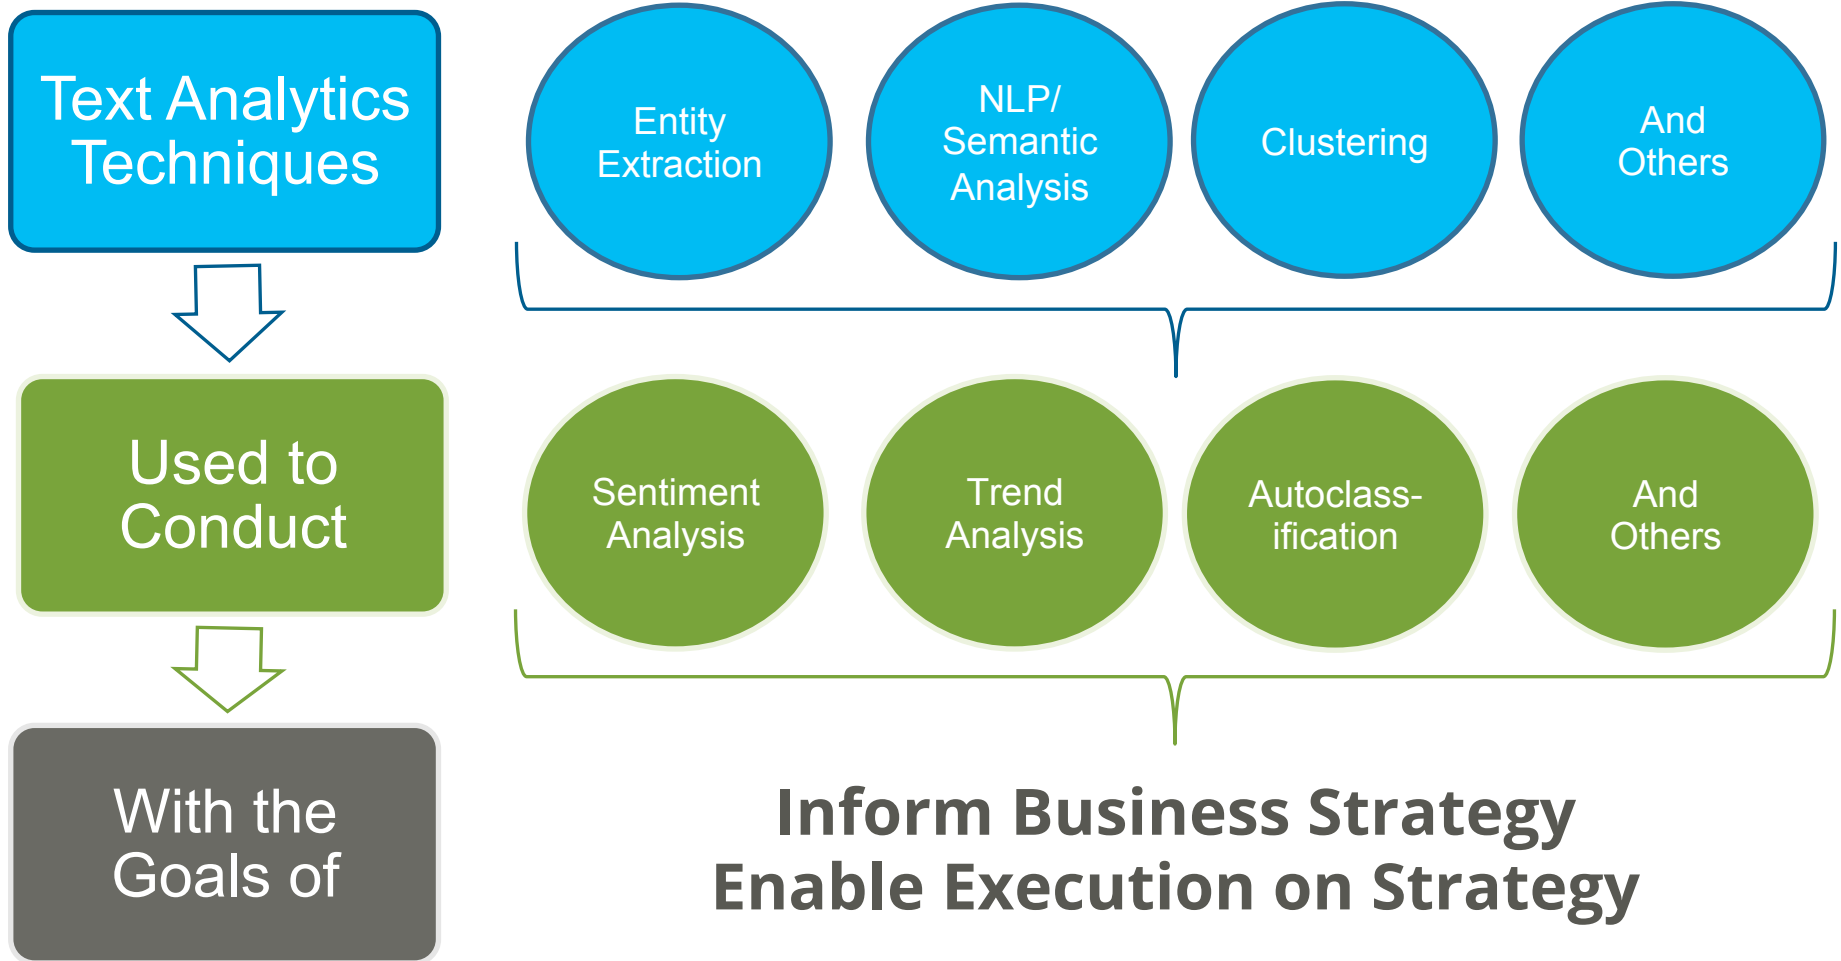 Text Analytics
Techniques
Entity
Extraction
NLP/
Semantic
Analysis
Clustering
And
Others
Used to
Conduct
Sentiment
Analysis
Trend
Analysis
Autoclass-
ification
And
Others
With the
Goals of
Inform Business Strategy
Enable Execution on Strategy